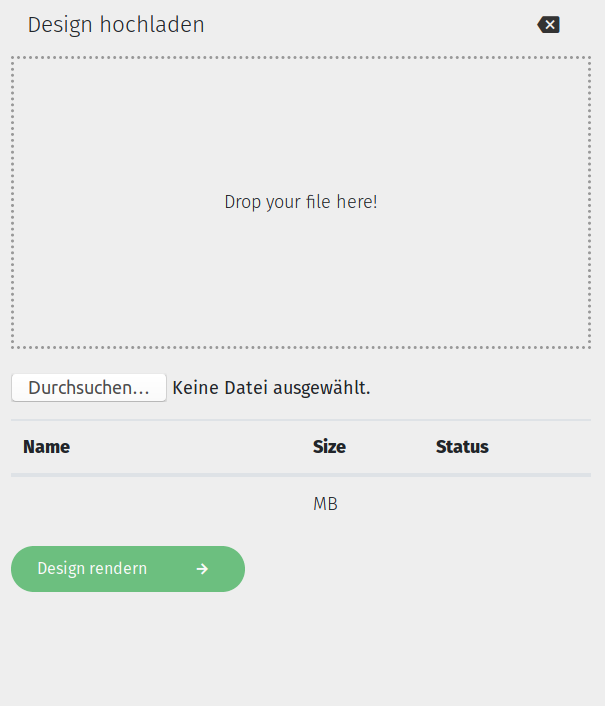 Design hochladen
Drop your file here!
Durchsuchen... Keine Datei ausgewählt.
Name Size Status
MB
Design rendern